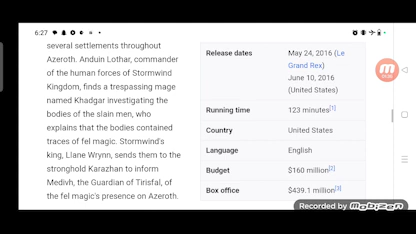 6:27
several settlements throughout
Azeroth. Anduin Lothar, commander
of the human forces of Stormwind
Kingdom, finds a trespassing mage
named Khadgar investigating the
bodies of the slain men, who
explains that the bodies contained
traces of fel magic. Stormwind's
king, Llane Wrynn, sends them to the
stronghold Karazhan to inform
Medivh, the Guardian of Tirisfal, of
the fel magic's presence on Azeroth.
Release dates May 24, 2016 (Le
Grand Rex)
June 10, 2016
(United States)
Running time 123 minutes[1]
Country United States
Language English
Budget $160 million[2]
Box office $439.1 million[3]
Recorded by Mobizen